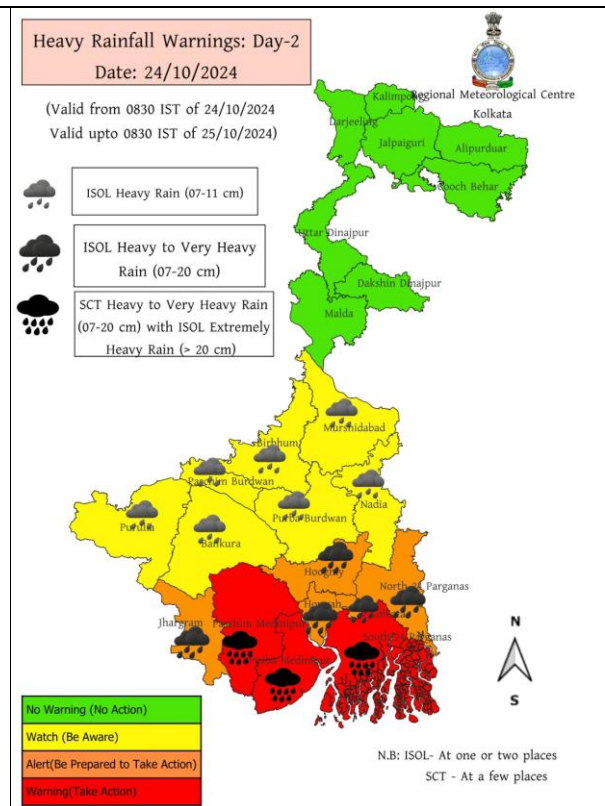 Heavy Rainfall Warnings: Day-2
Date: 24/10/2024
(Valid from 0830 IST of 24/10/2024
Valid upto 0830 IST of 25/10/2024)
Regional Meteorological Centre
Kolkata
ISOL Heavy Rain (07-11 cm)
ISOL Heavy to Very Heavy
Rain (07-20 cm)
SCT Heavy to Very Heavy Rain
(07-20 cm) with ISOL Extremely
Heavy Rain (> 20 cm)
Kalimpong
Darjeeling
Jalpaiguri
Alipurduar
Cooch Behar
Uttar Dinajpur
Dakshin Dinajpur
Malda
Murshidabad
Birbhum
Paschim Burdwan
Nadia
Purulia
Purba Burdwan
Bankura
Hooghly
North 24 Parganas
Howrah
Jhargram
Paschim Medinipur
South 24 Parganas
Purba Medinipur
N
S
No Warning (No Action)
Watch (Be Aware)
Alert(Be Prepared to Take Action)
Warning(Take Action)
N.B: ISOL- At one or two places
SCT - At a few places